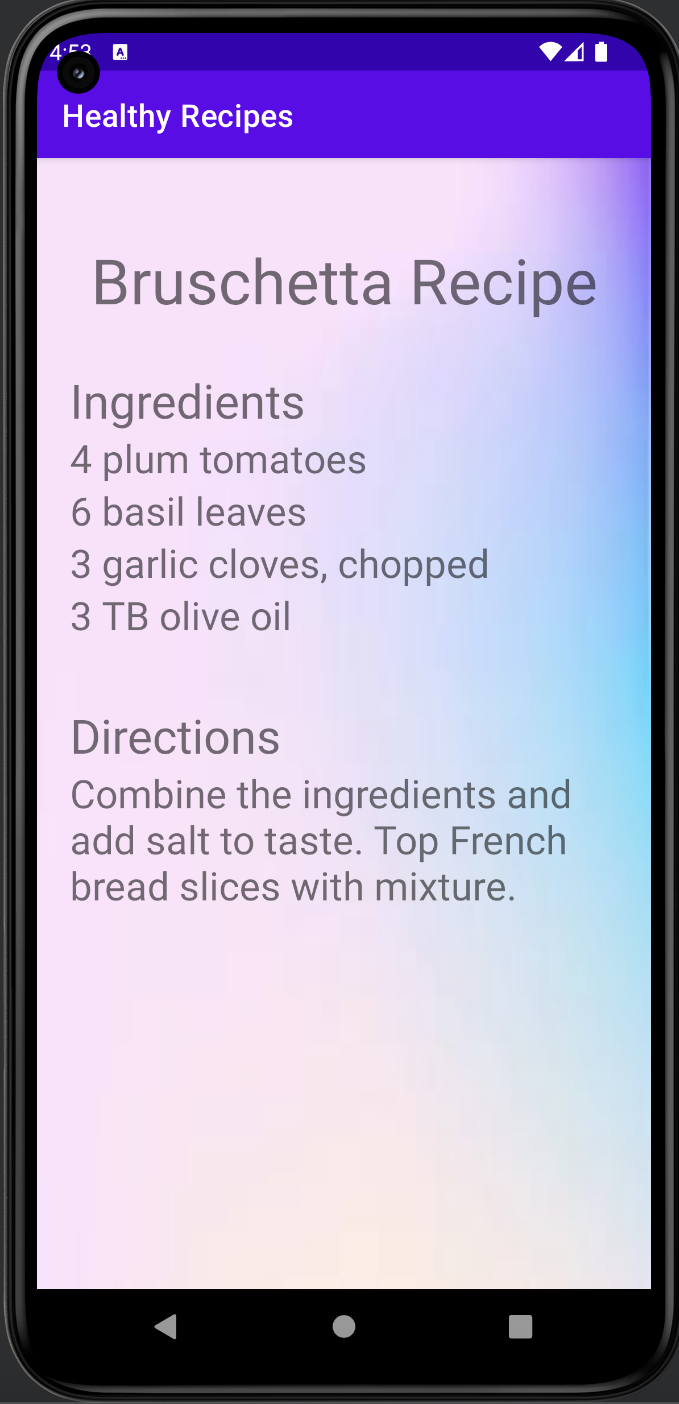 4:53
Healthy Recipes
Bruschetta Recipe
Ingredients
4 plum tomatoes
6 basil leaves
3 garlic cloves, chopped
3 TB olive oil
Directions
Combine the ingredients and
add salt to taste. Top French
bread slices with mixture.